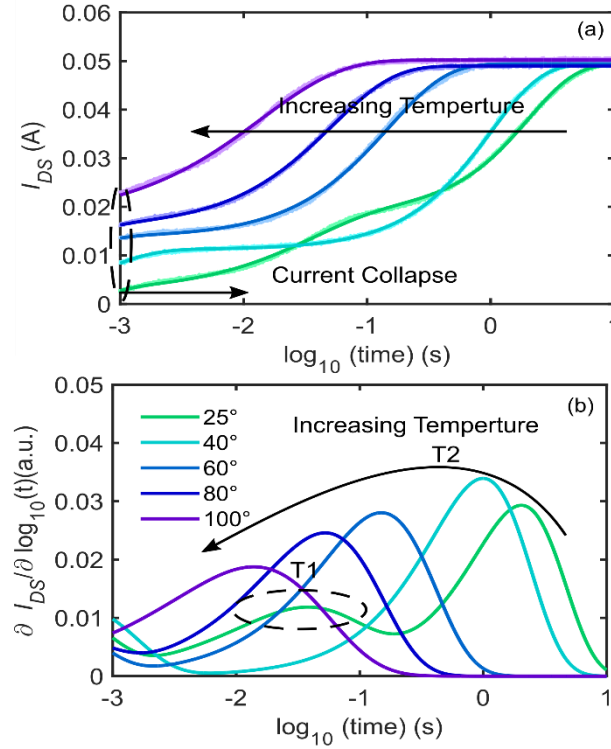 (a)
0.06
0.05
0.04
0.03
0.02
0.01
0
I_DS (A)
Increasing Temperture
Current Collapse
-3 -2 -1 0 1
log10 (time) (s)
(b)
0.05
0.04
0.03
0.02
0.01
0
∂ I_DS/∂ log10(t)(a.u.)
25°
40°
60°
80°
100°
Increasing Temperture
T2
T1
-3 -2 -1 0 1
log10 (time) (s)